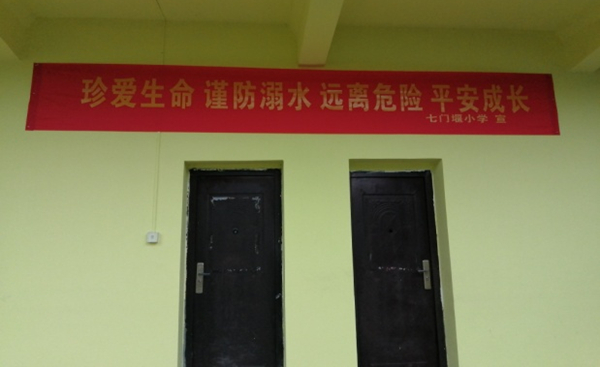 珍爱生命 谨防溺水 远离危险 平安成长
七门堰小学 宣